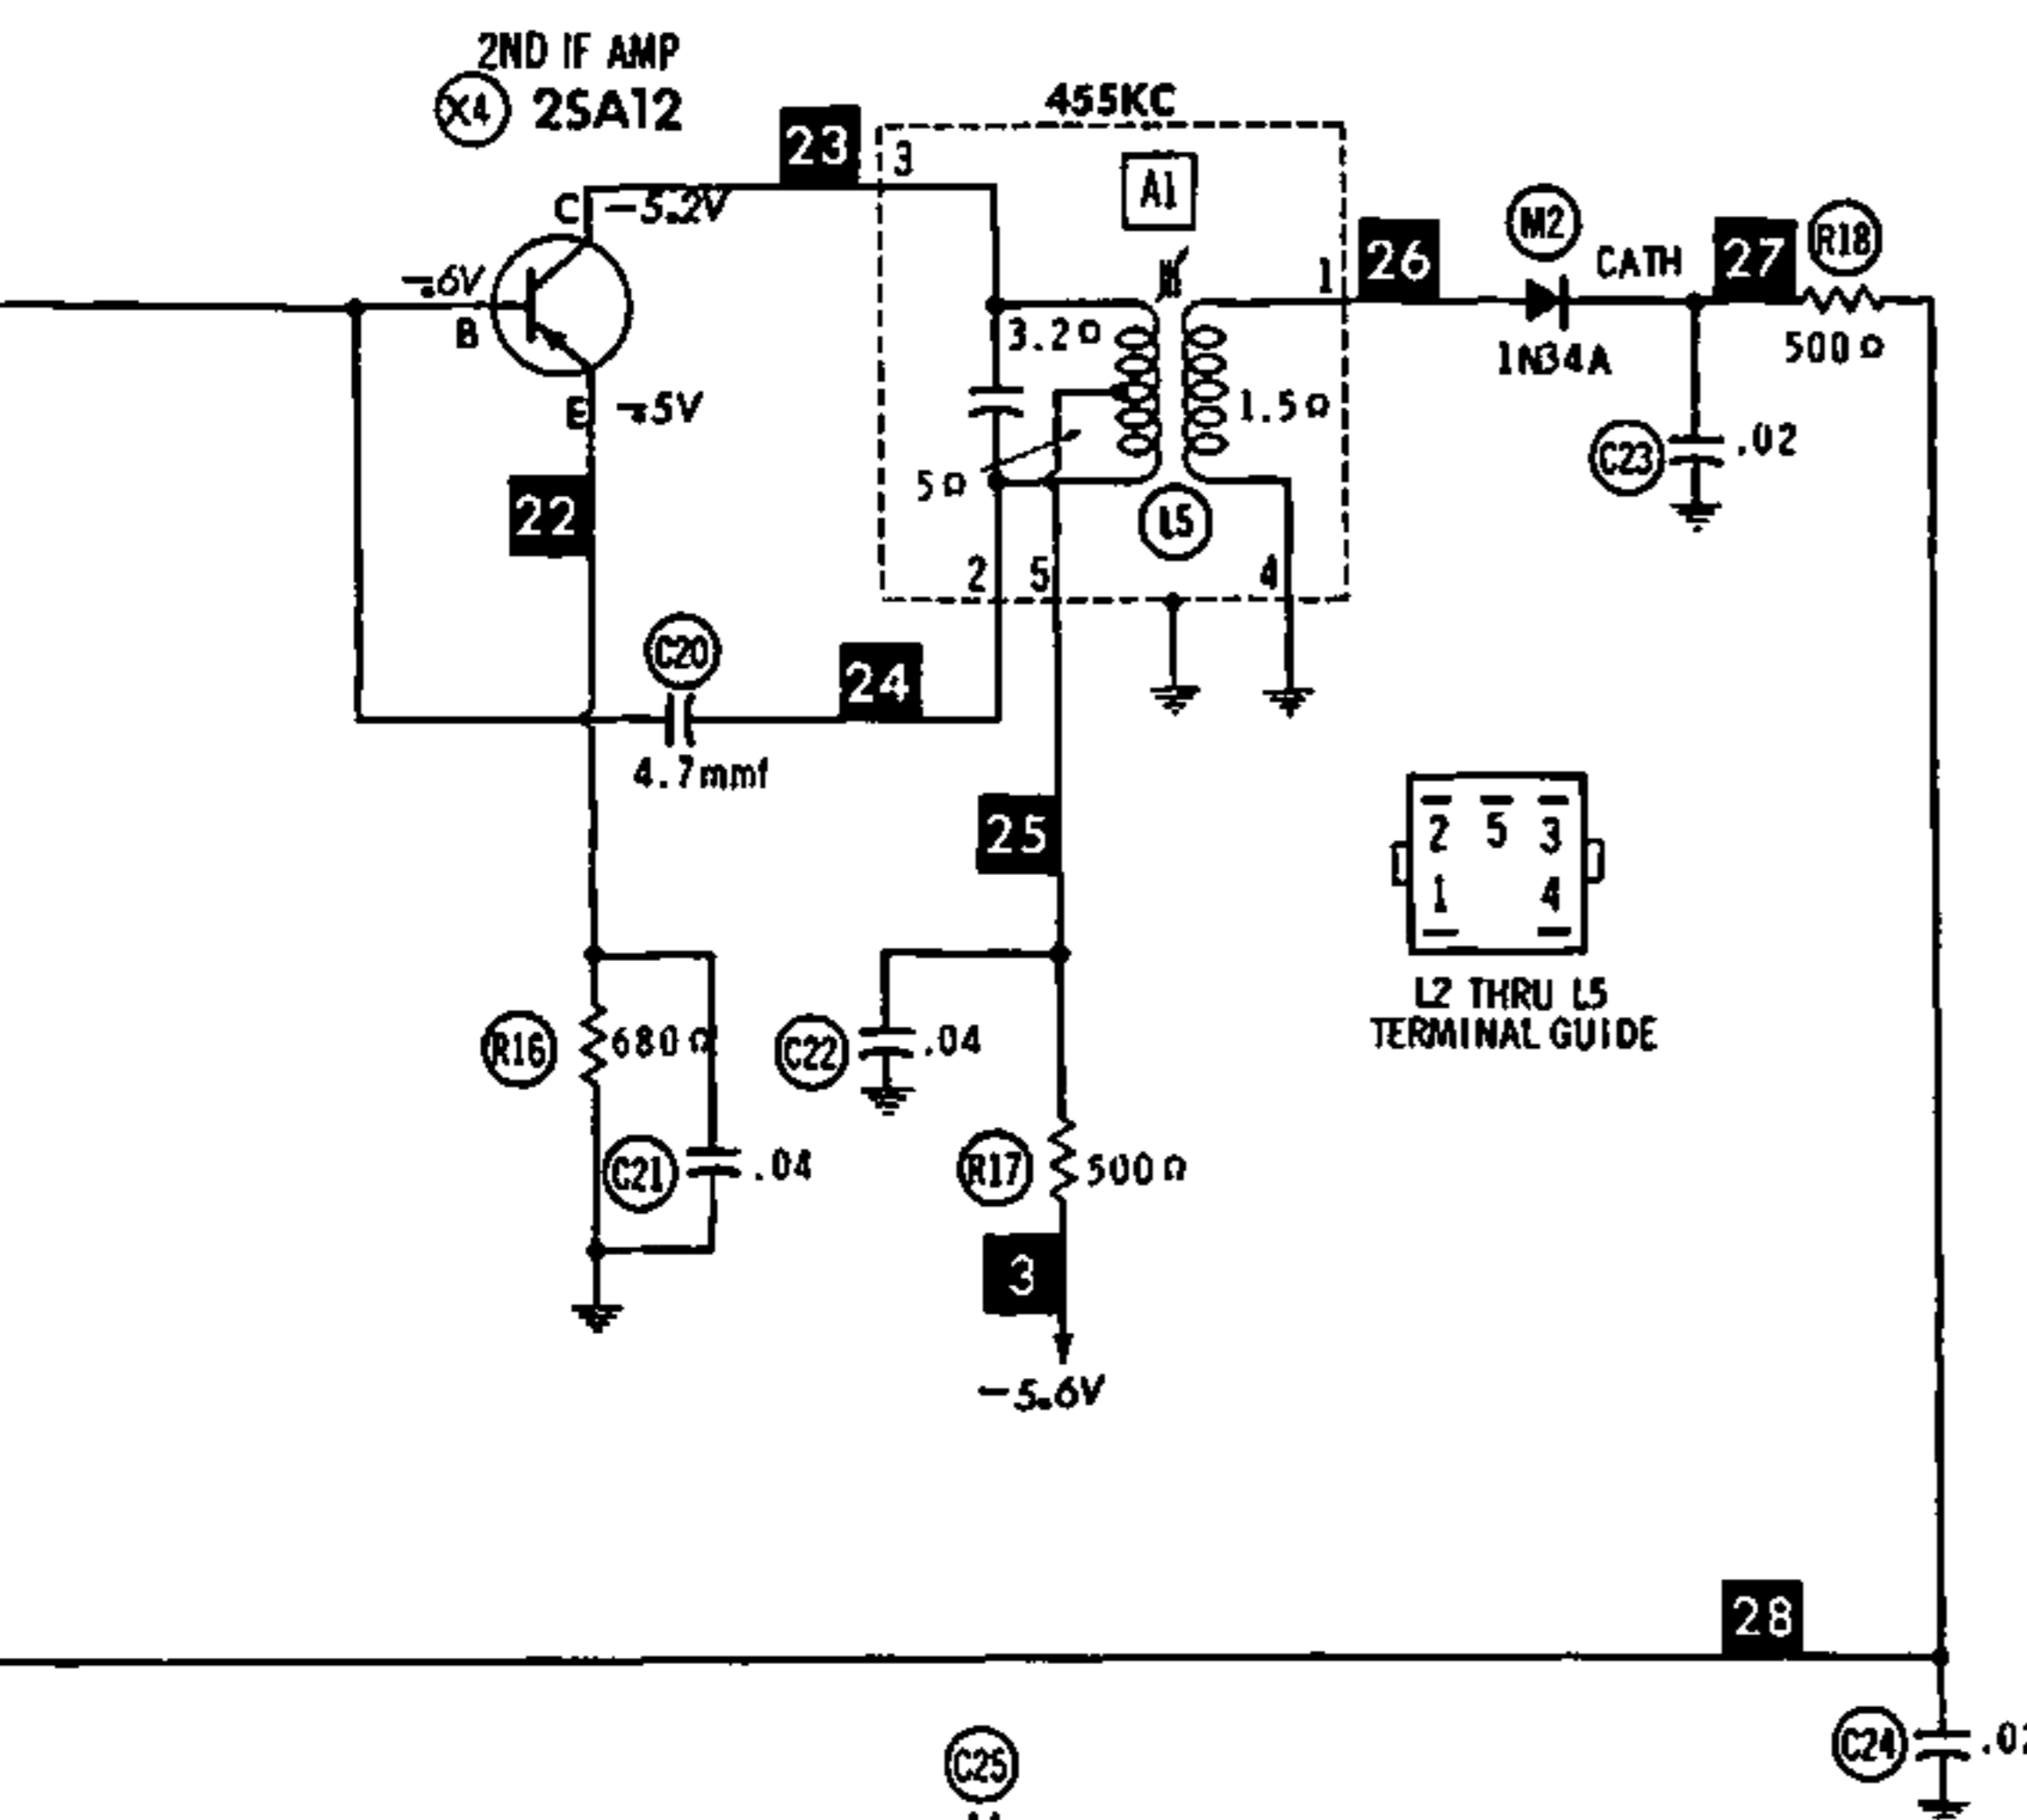 2ND IF AMP
X4 2SA12
455KC
23
3
A1
C -5.2V
M2
CATH
27
R18
26
1
-.6V
B
3.2Ω
1N34A
500Ω
E -.5V
1.5Ω
C23
.02
5Ω
22
L5
2
5
4
C20
24
4.7mmf
25
2 5 3
1 4
L2 THRU L5
TERMINAL GUIDE
R16
680Ω
C22
.04
C21
.04
R17
500Ω
3
-5.6V
28
C24
C25